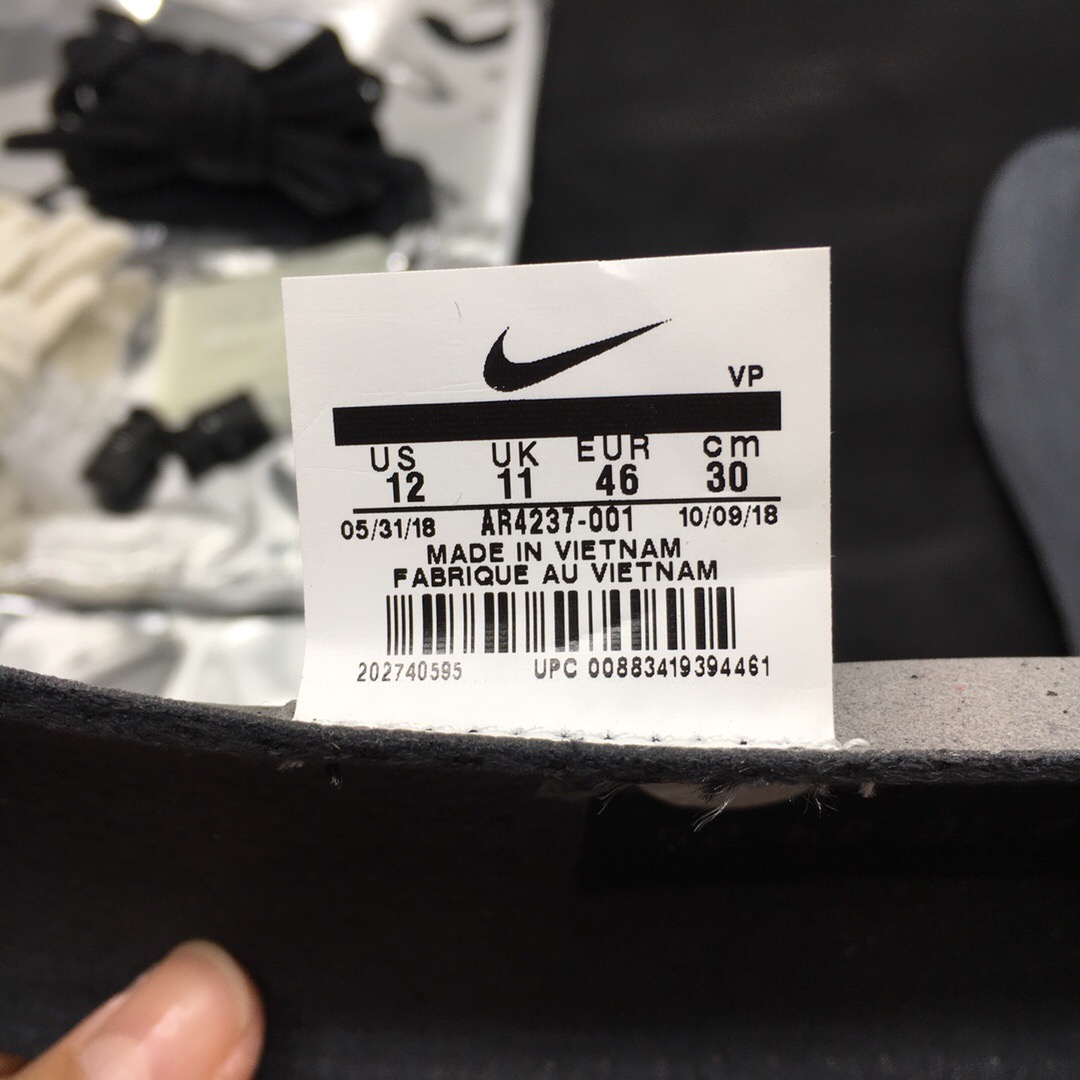 VP
US UK EUR cm
12 11 46 30
05/31/18 AR4237-001 10/09/18
MADE IN VIETNAM
FABRIQUE AU VIETNAM
202740595 UPC 00883419394461